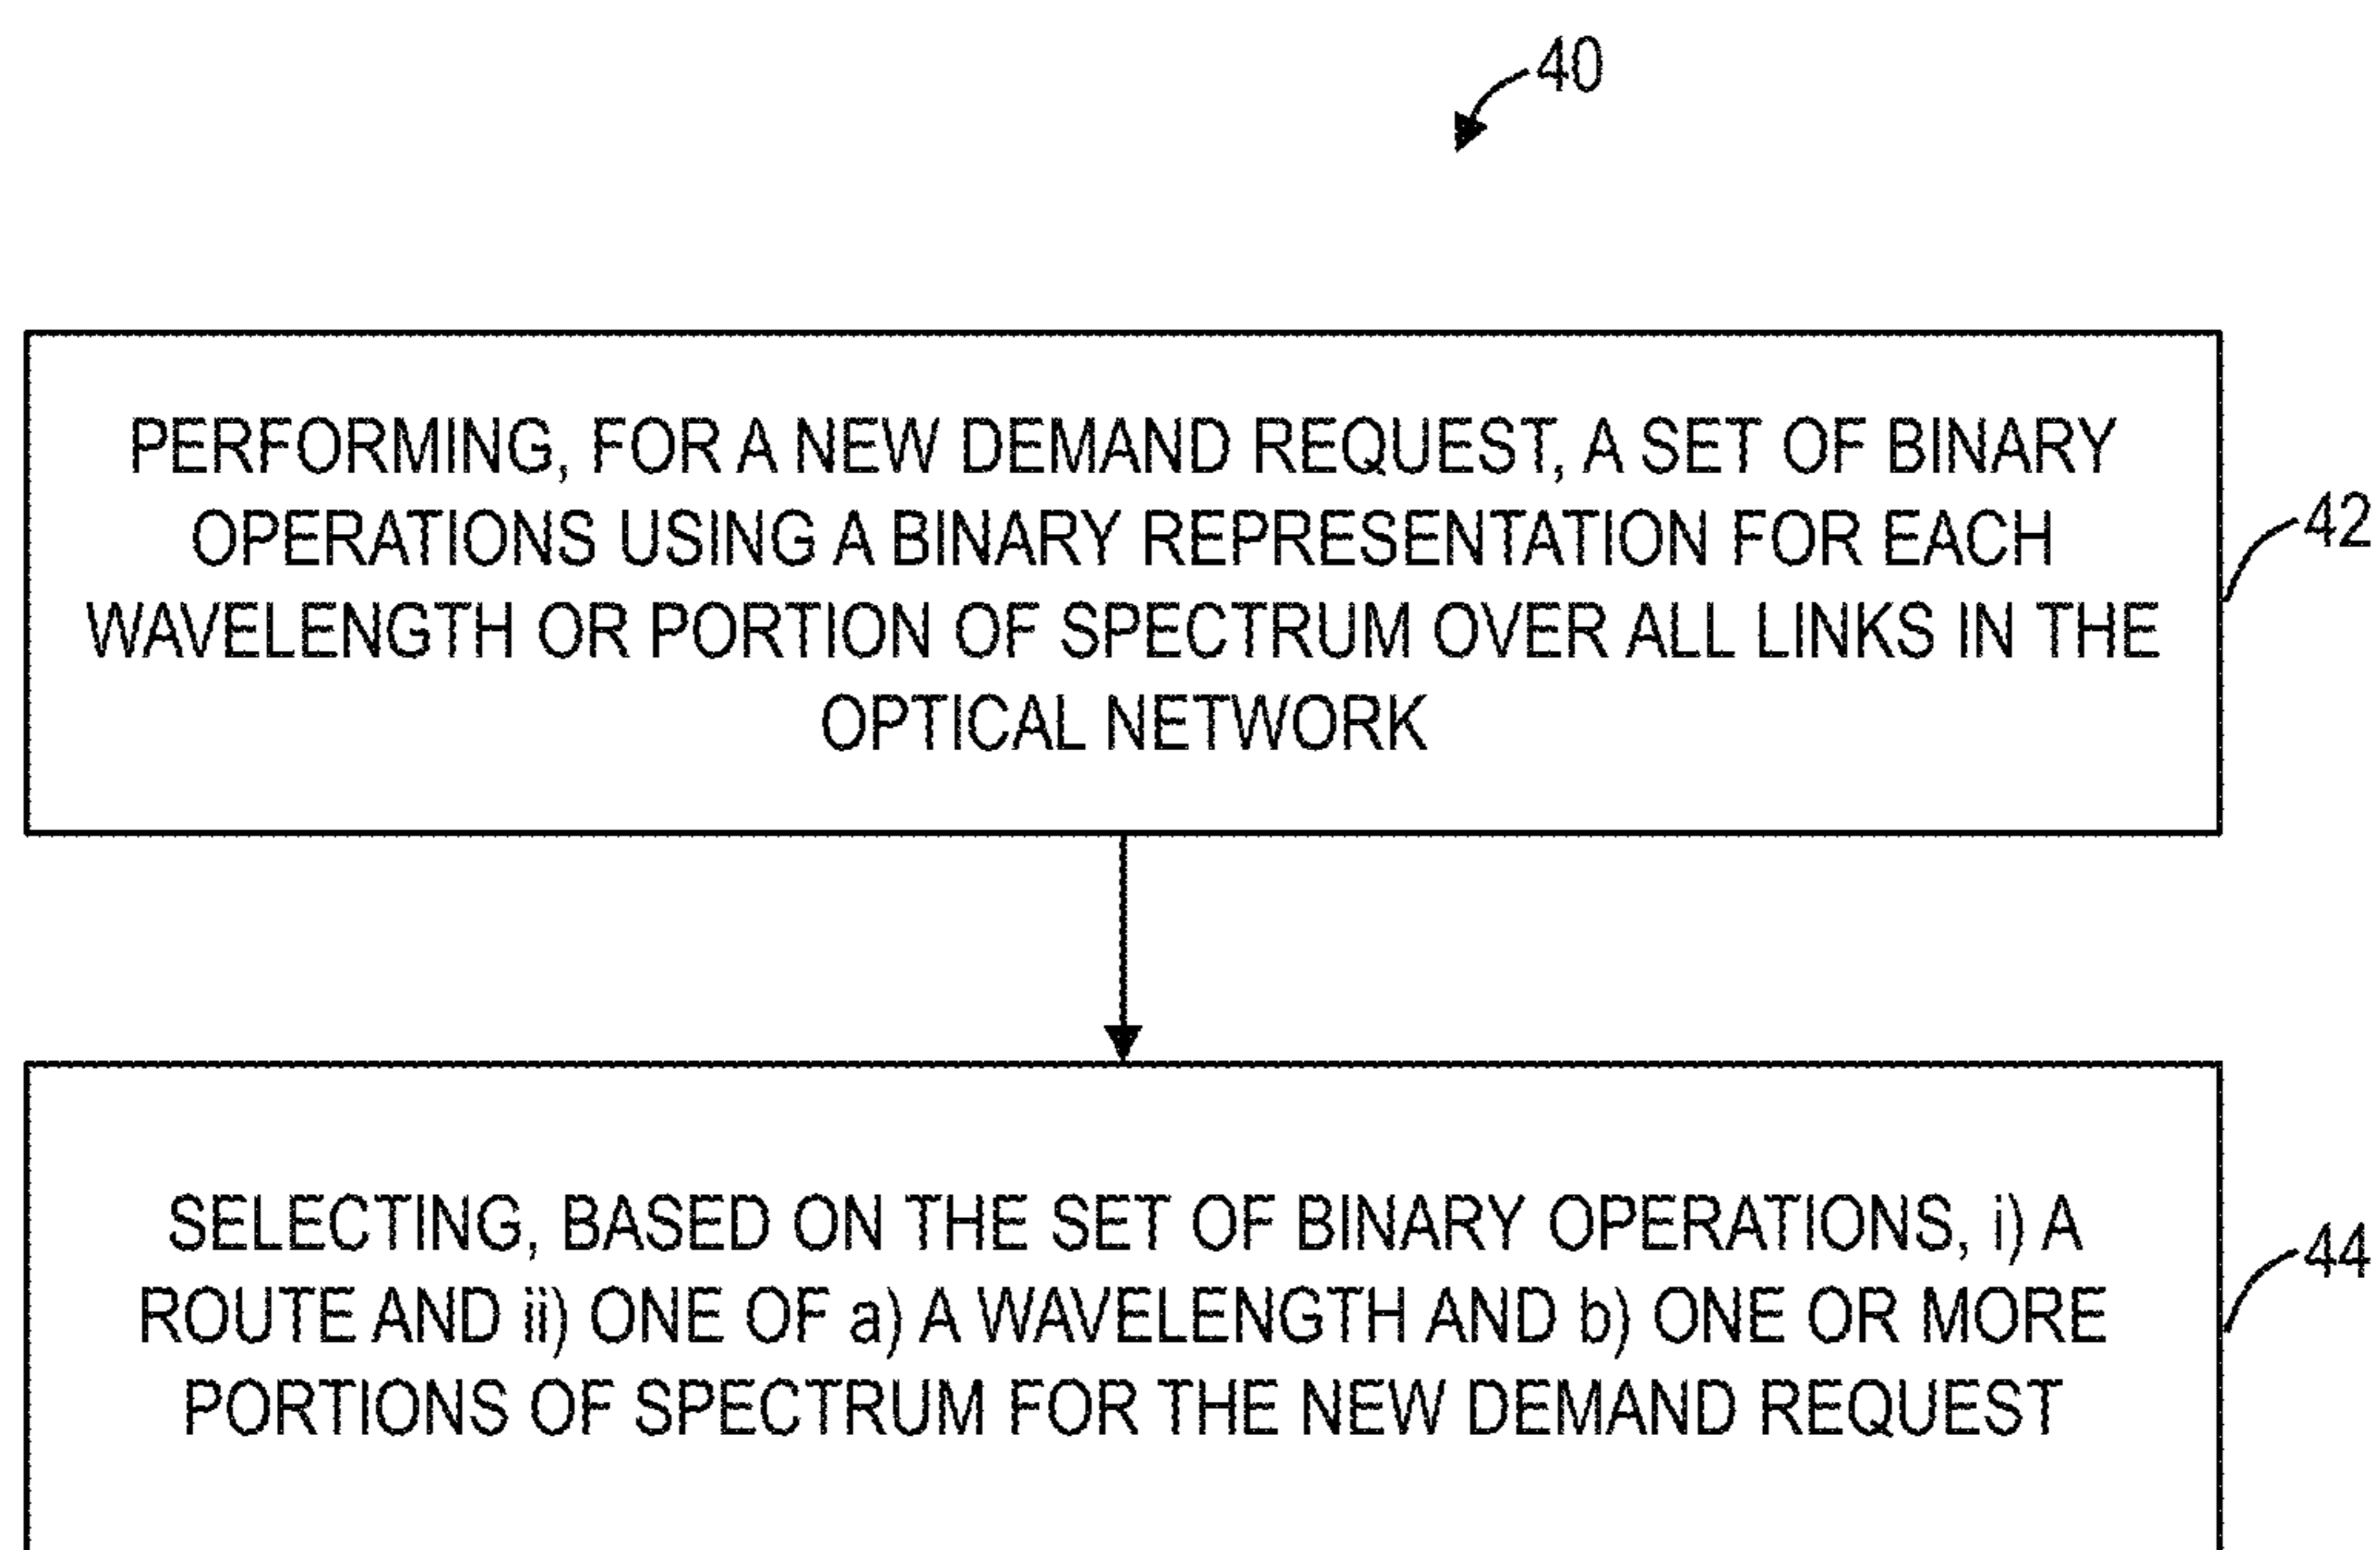 40
PERFORMING, FOR A NEW DEMAND REQUEST, A SET OF BINARY
OPERATIONS USING A BINARY REPRESENTATION FOR EACH
WAVELENGTH OR PORTION OF SPECTRUM OVER ALL LINKS IN THE
OPTICAL NETWORK
42
SELECTING, BASED ON THE SET OF BINARY OPERATIONS, i) A
ROUTE AND ii) ONE OF a) A WAVELENGTH AND b) ONE OR MORE
PORTIONS OF SPECTRUM FOR THE NEW DEMAND REQUEST
44